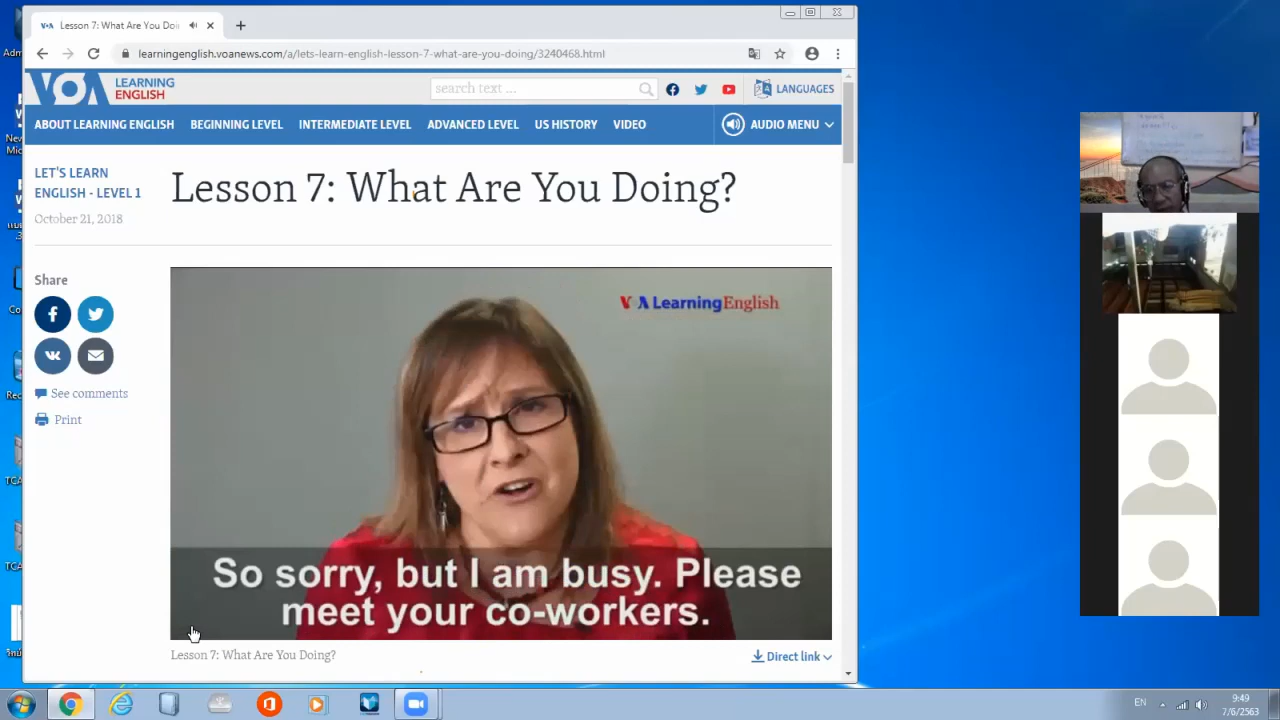 Lesson 7: What Are You Doi
learningenglish.voanews.com/a/lets-learn-english-lesson-7-what-are-you-doing/3240468.html
VOA LEARNING ENGLISH
search text ...
LANGUAGES
ABOUT LEARNING ENGLISH BEGINNING LEVEL INTERMEDIATE LEVEL ADVANCED LEVEL US HISTORY VIDEO
AUDIO MENU
LET'S LEARN
ENGLISH - LEVEL 1
October 21, 2018
Lesson 7: What Are You Doing?
Share
See comments
Print
VOA Learning English
So sorry, but I am busy. Please
meet your co-workers.
Lesson 7: What Are You Doing?
Direct link
EN
9:49
7/6/2563